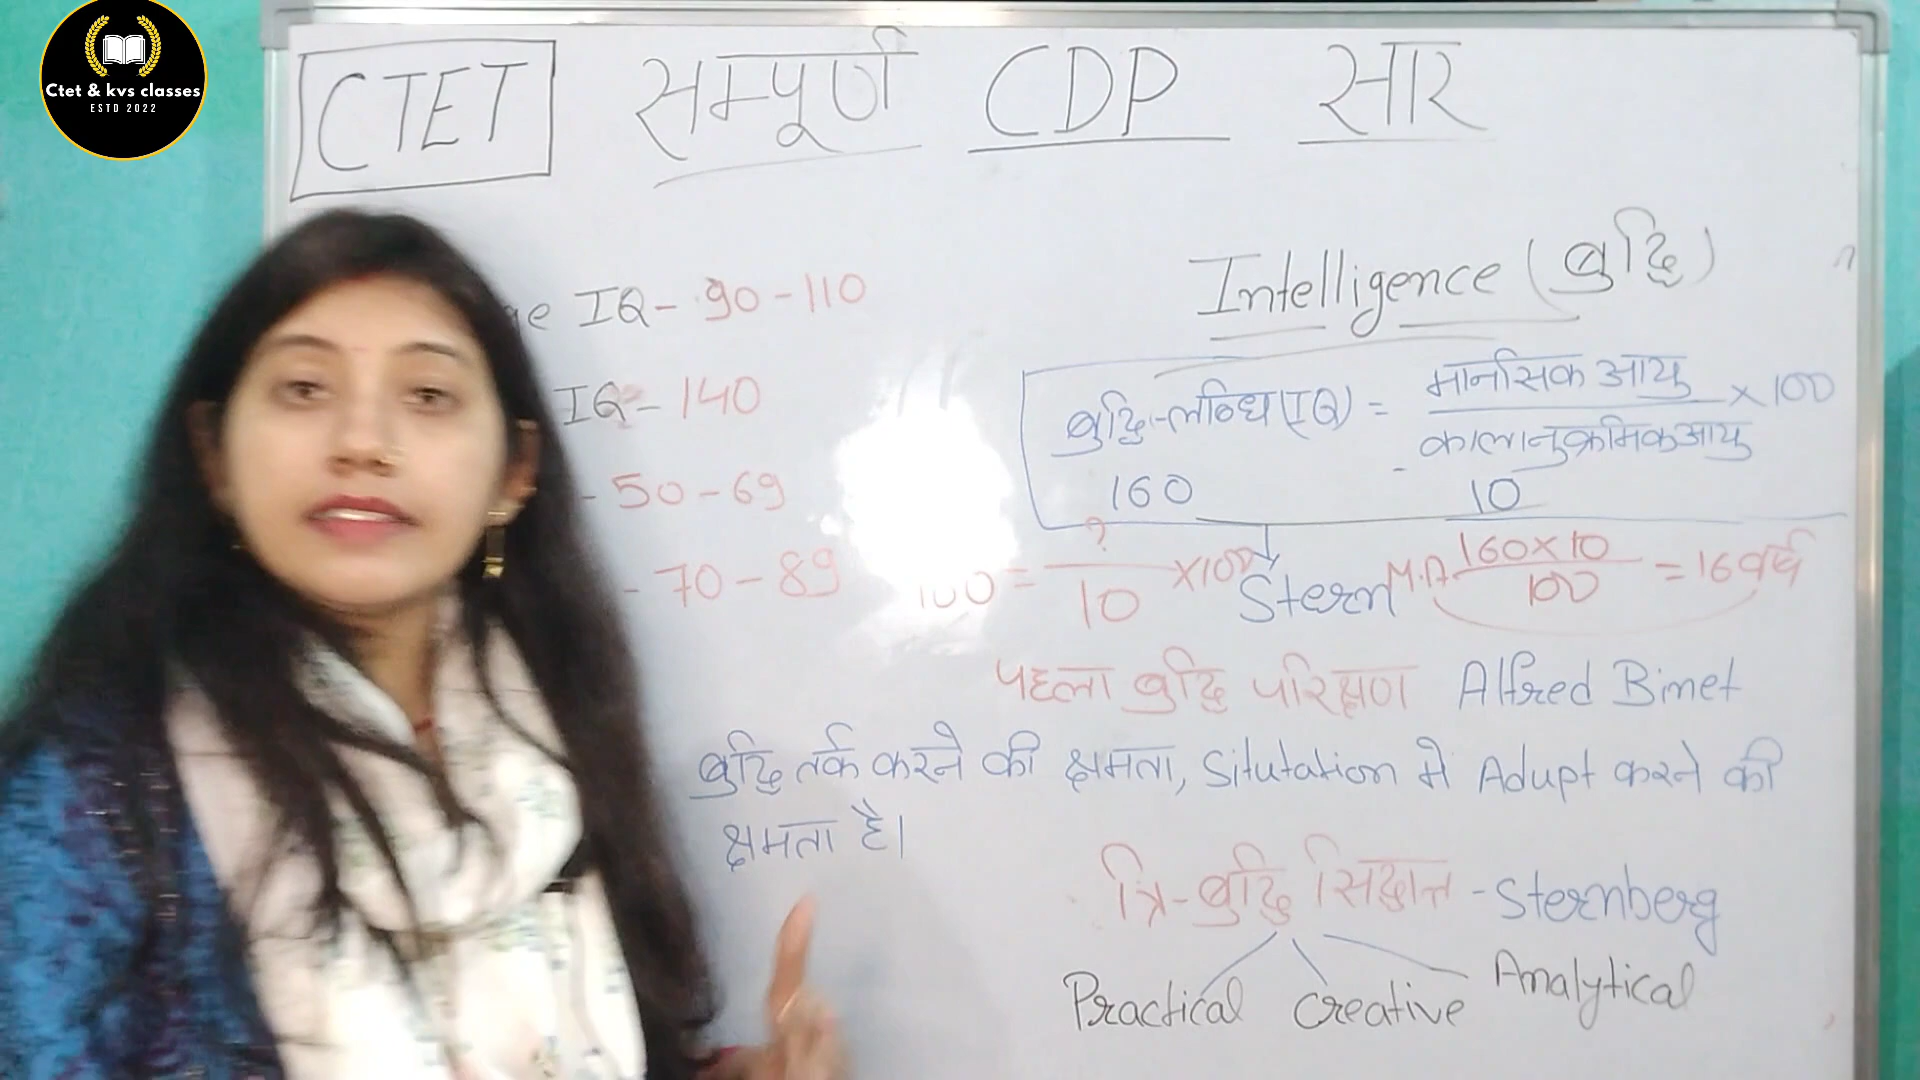 Ctet & kvs classes
ESTD 2022
CTET सम्पूर्ण CDP सार
Intelligence (बुद्धि)
IQ - 90 - 110
IQ - 140
- 50 - 69
- 70 - 89
बुद्धि-लब्धि (IQ) = मानसिक आयु × 100
कालानुक्रमिक आयु
160 10
?
= 10 ×100
Stern
M.A 160×10 = 16 वर्ष
100
पहला बुद्धि परिक्षण Alfred Binet
बुद्धि तर्क करने की क्षमता, Situtation मे Adupt करने की
क्षमता है।
त्रि-बुद्धि सिद्धान्त - Sternberg
Practical Creative Analytical